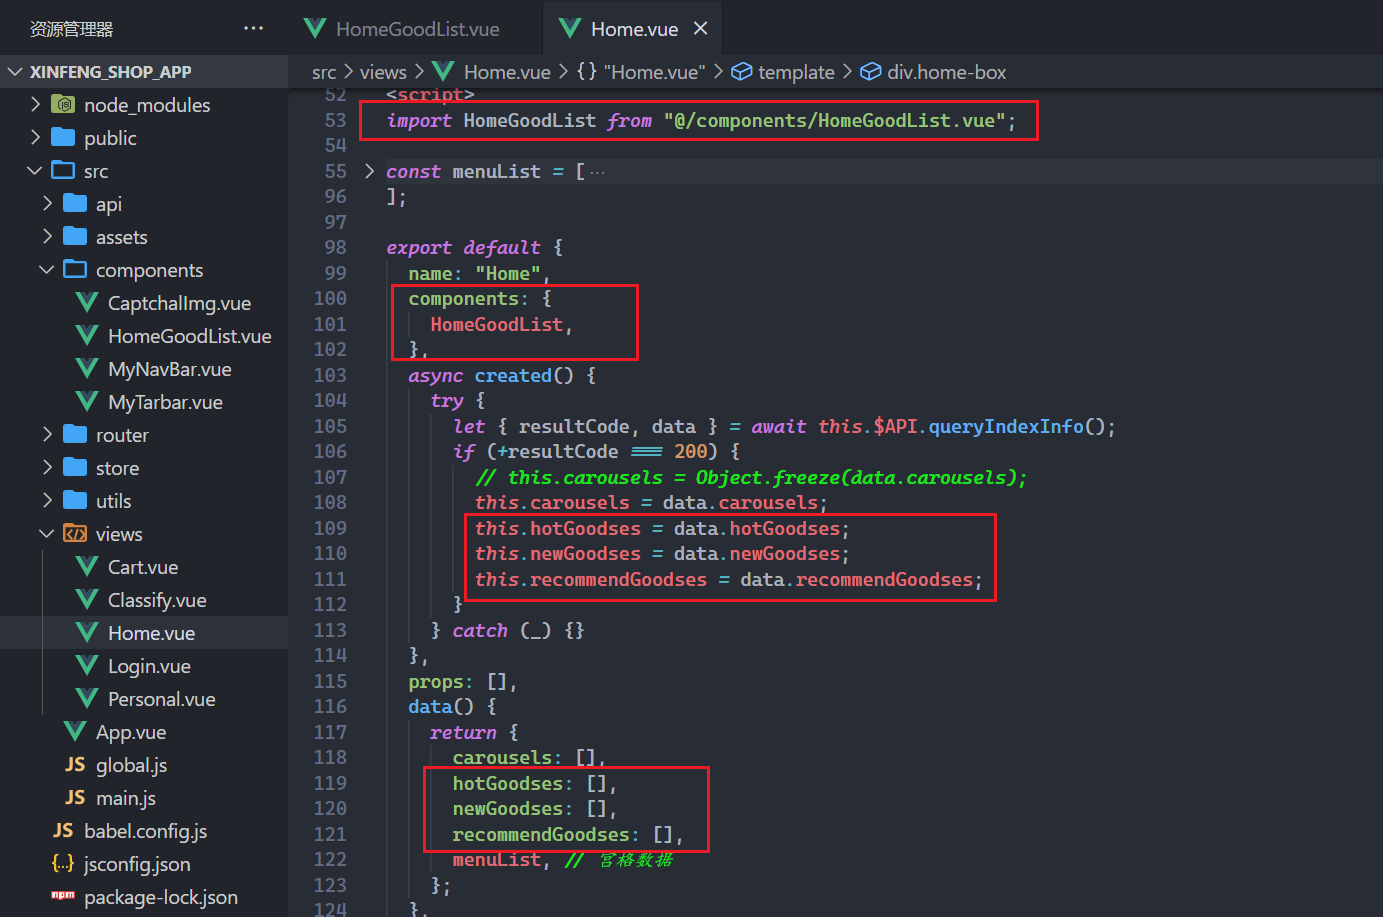 资源管理器
HomeGoodList.vue
Home.vue
XINFENG_SHOP_APP
src > views > Home.vue > {} "Home.vue" > template > div.home-box
node_modules
public
src
api
assets
components
CaptchaIImg.vue
HomeGoodList.vue
MyNavBar.vue
MyTarbar.vue
router
store
utils
views
Cart.vue
Classify.vue
Home.vue
Login.vue
Personal.vue
App.vue
JS global.js
JS main.js
JS babel.config.js
{..} jsconfig.json
npm package-lock.json
52 <script>
53 import HomeGoodList from "@/components/HomeGoodList.vue";
54
55 const menuList = [ ...
96 ];
97
98 export default {
99 name: "Home",
100 components: {
101 HomeGoodList,
102 },
103 async created() {
104 try {
105 let { resultCode, data } = await this.$API.queryIndexInfo();
106 if (+resultCode === 200) {
107 // this.carousels = Object.freeze(data.carousels);
108 this.carousels = data.carousels;
109 this.hotGoodses = data.hotGoodses;
110 this.newGoodses = data.newGoodses;
111 this.recommendGoodses = data.recommendGoodses;
112 }
113 } catch (_) {}
114 },
115 props: [],
116 data() {
117 return {
118 carousels: [],
119 hotGoodses: [],
120 newGoodses: [],
121 recommendGoodses: [],
122 menuList, // 宫格数据
123 };
124 },